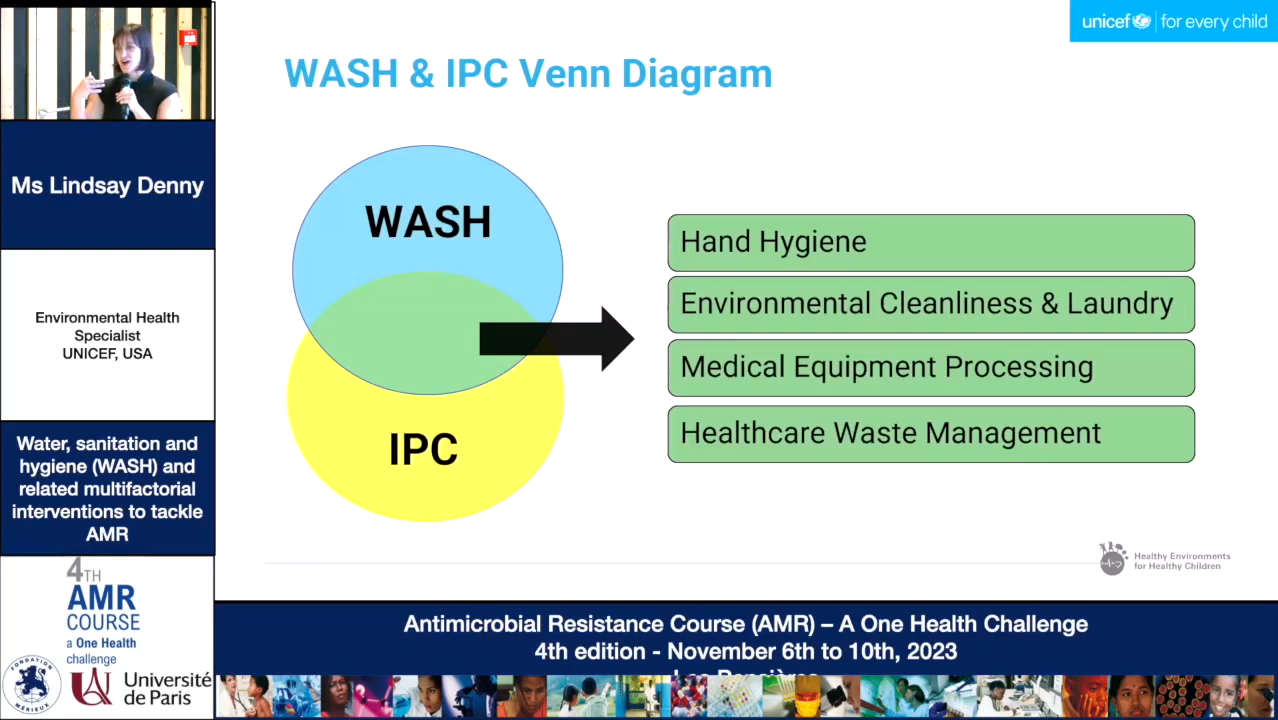 unicef for every child
WASH & IPC Venn Diagram
WASH
IPC
Hand Hygiene
Environmental Cleanliness & Laundry
Medical Equipment Processing
Healthcare Waste Management
Healthy Environments
for Healthy Children
Ms Lindsay Denny
Environmental Health
Specialist
UNICEF, USA
Water, sanitation and
hygiene (WASH) and
related multifactorial
interventions to tackle
AMR
4TH
AMR
COURSE
a One Health
challenge
FONDATION
MÉRIEUX
Université
de Paris
Antimicrobial Resistance Course (AMR) – A One Health Challenge
4th edition - November 6th to 10th, 2023